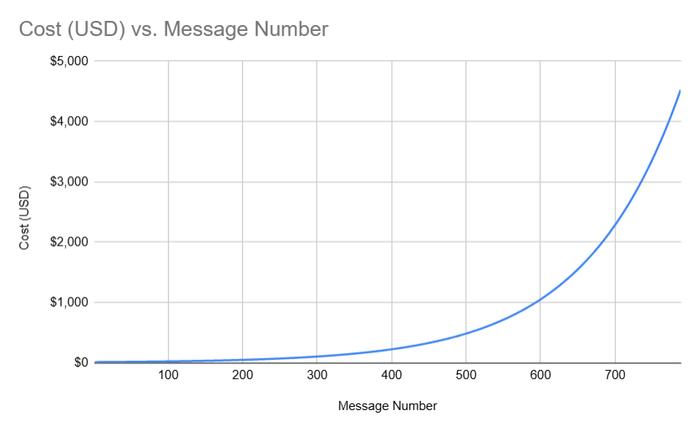 Cost (USD) vs. Message Number
$5,000
$4,000
$3,000
$2,000
$1,000
$0
Cost (USD)
100 200 300 400 500 600 700
Message Number